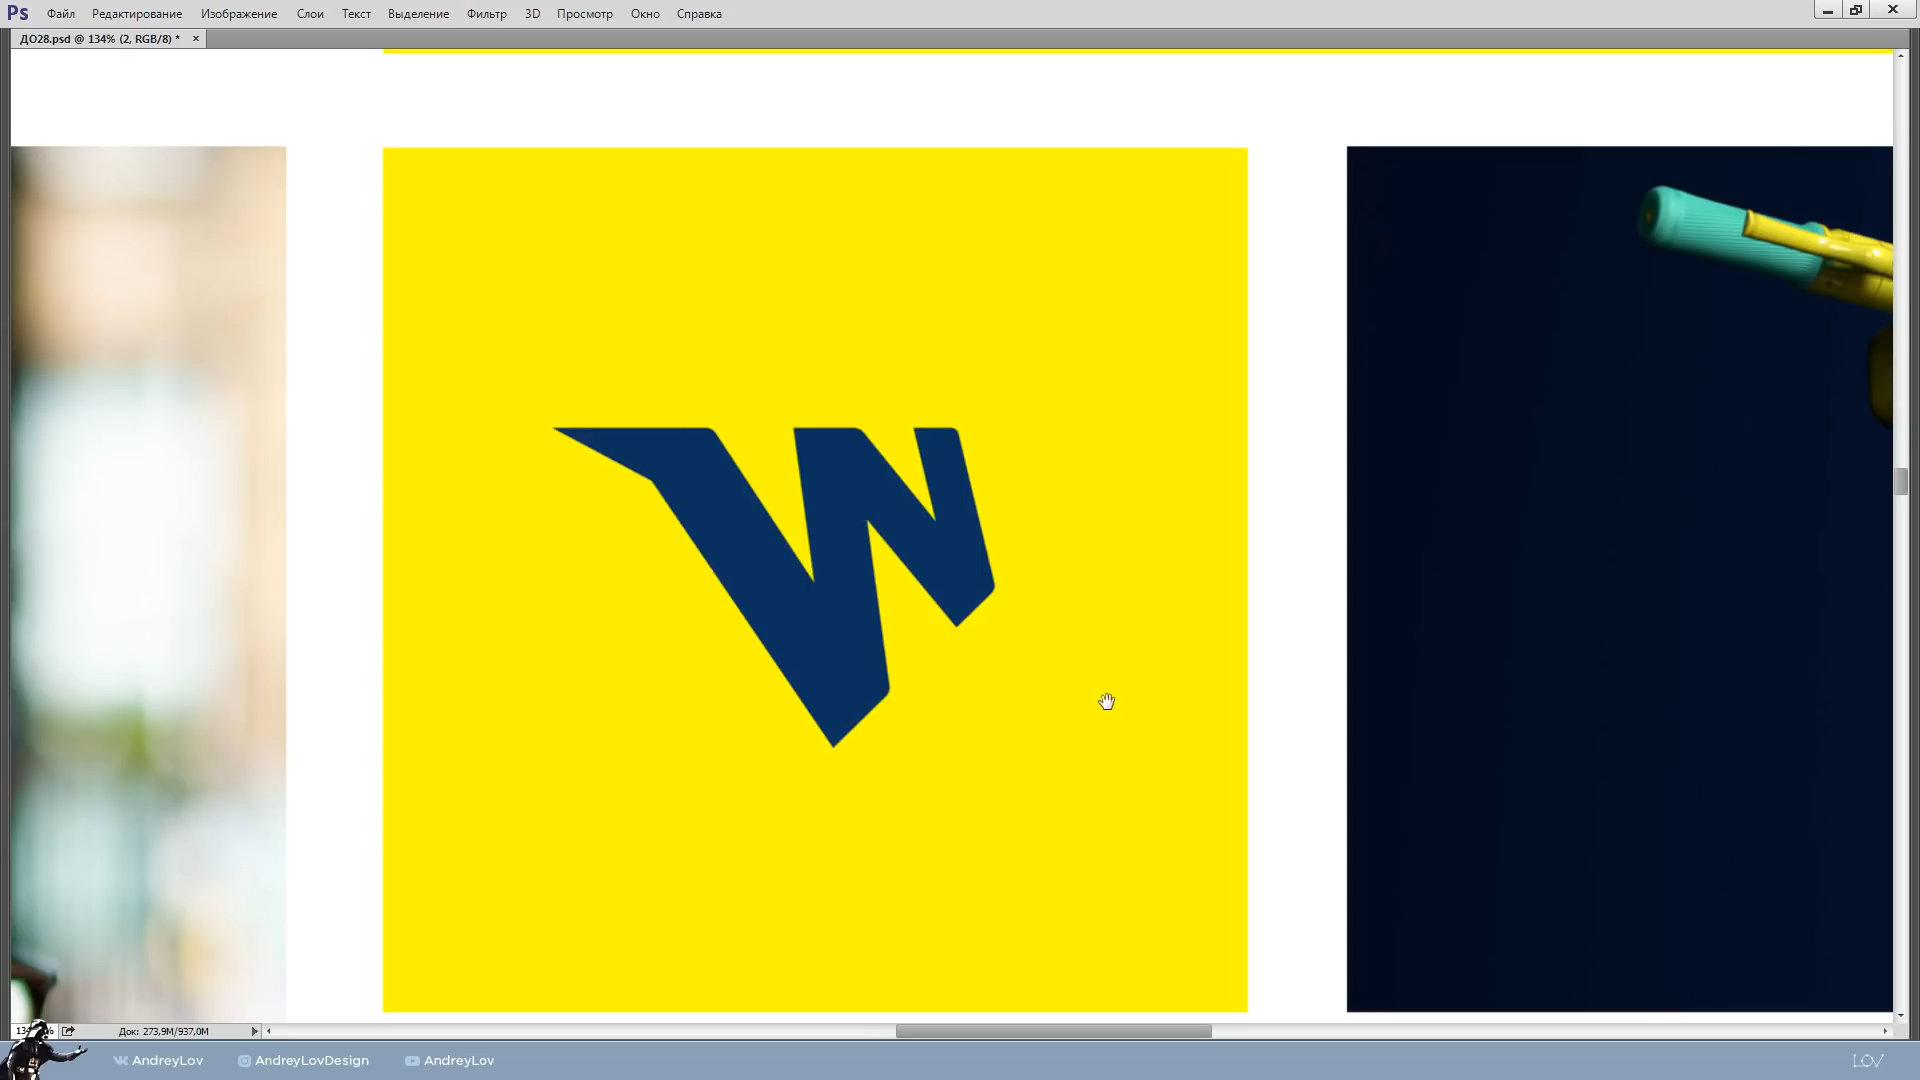 Ps Файл Редактирование Изображение Слои Текст Выделение Фильтр 3D Просмотр Окно Справка
ДО28.psd @ 134% (2, RGB/8) *
W
Док: 273,9M/937,0M
AndreyLov AndreyLovDesign AndreyLov
LOV